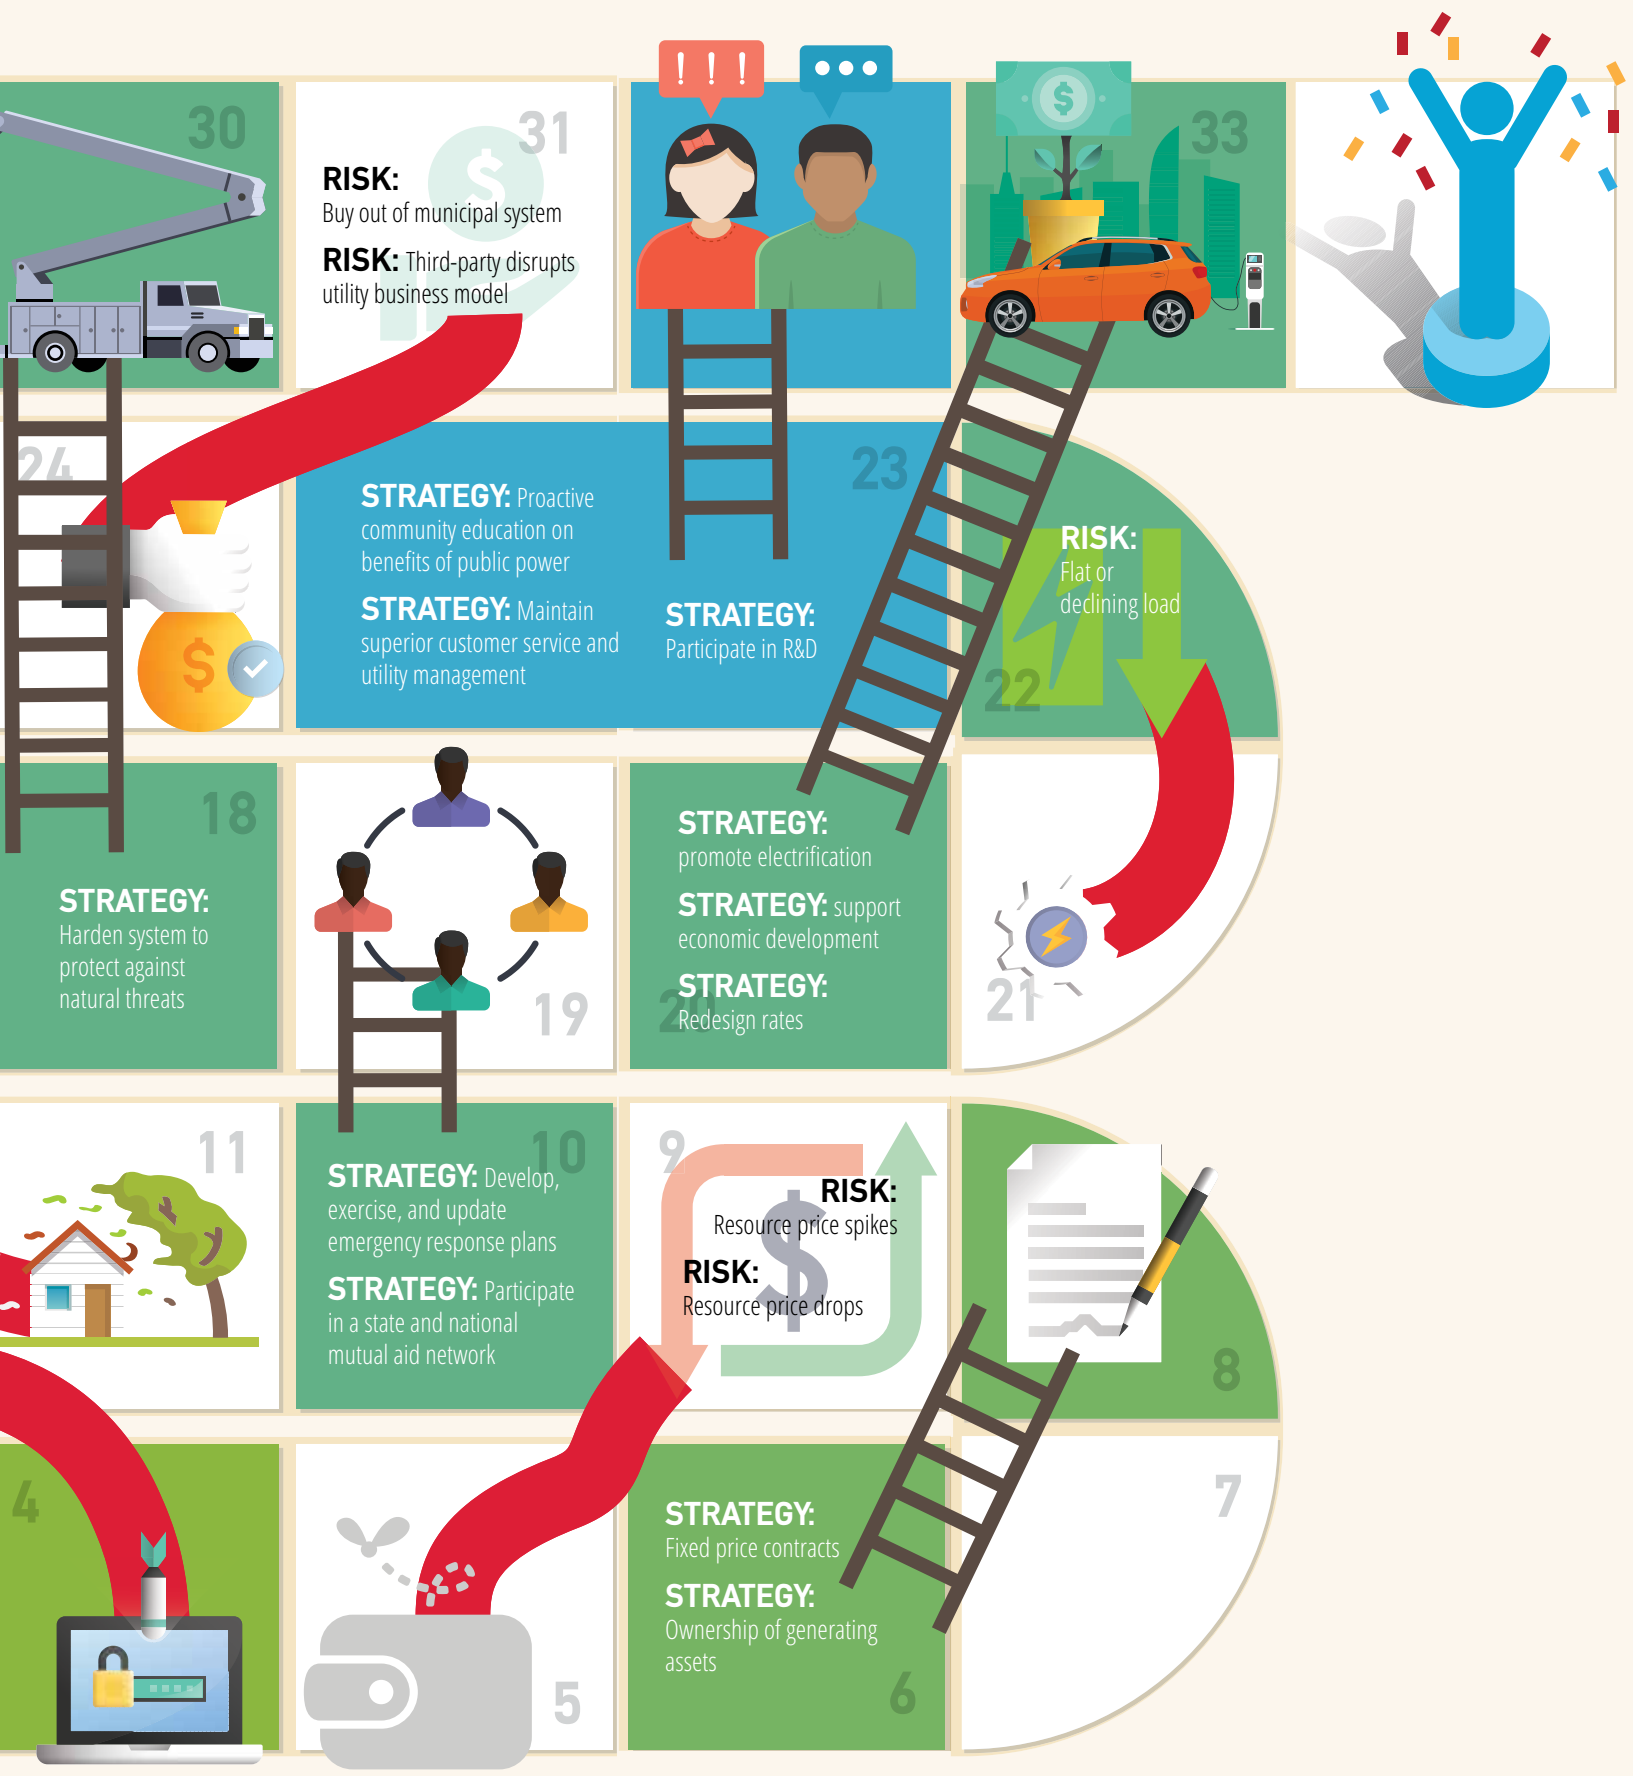 30
31
RISK:
Buy out of municipal system
RISK: Third-party disrupts
utility business model
33
24
STRATEGY: Proactive
community education on
benefits of public power
STRATEGY: Maintain
superior customer service and
utility management
23
STRATEGY:
Participate in R&D
RISK:
Flat or
declining load
22
18
STRATEGY:
Harden system to
protect against
natural threats
19
STRATEGY:
promote electrification
STRATEGY: support
economic development
STRATEGY:
Redesign rates
20
21
11
10
STRATEGY: Develop,
exercise, and update
emergency response plans
STRATEGY: Participate
in a state and national
mutual aid network
9
RISK:
Resource price spikes
RISK:
Resource price drops
8
4
5
STRATEGY:
Fixed price contracts
STRATEGY:
Ownership of generating
assets
6
7